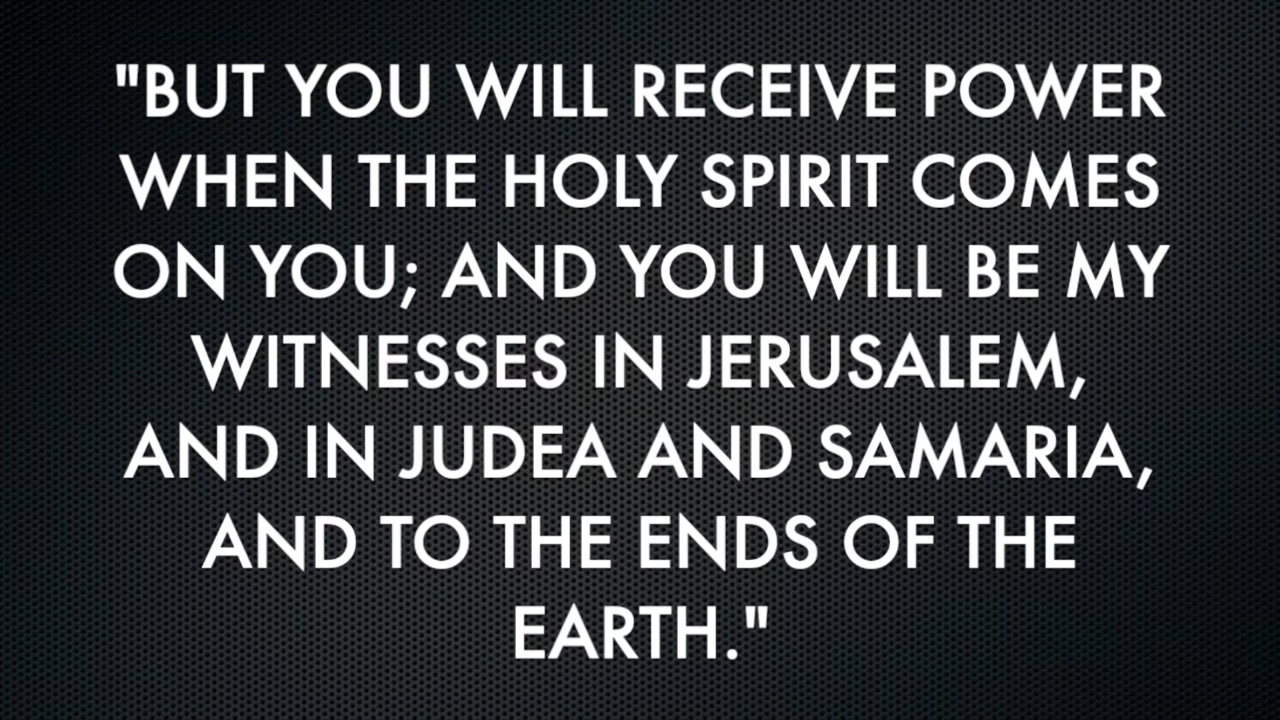 "BUT YOU WILL RECEIVE POWER
WHEN THE HOLY SPIRIT COMES
ON YOU; AND YOU WILL BE MY
WITNESSES IN JERUSALEM,
AND IN JUDEA AND SAMARIA,
AND TO THE ENDS OF THE
EARTH."